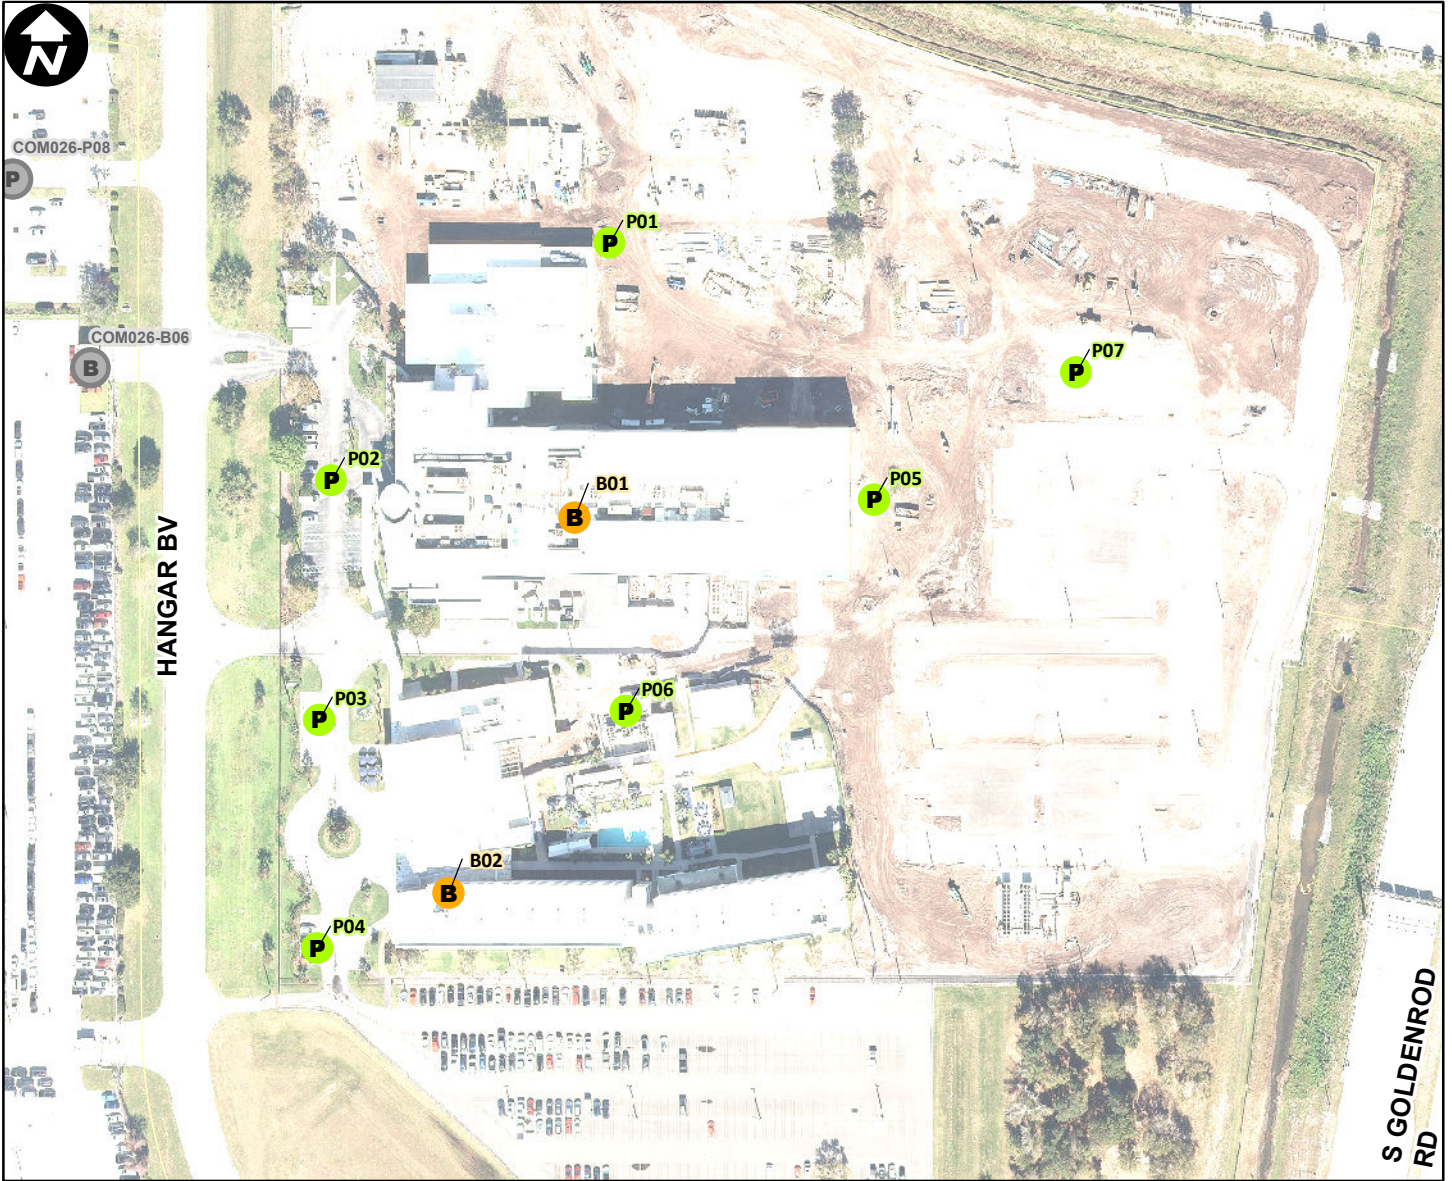 N
COM026-P08
P
P01
P
COM026-B06
B
P07
P
P02
P
B01
B
P05
P
HANGAR BV
P03
P
P06
P
B02
B
P04
P
S GOLDENROD
RD